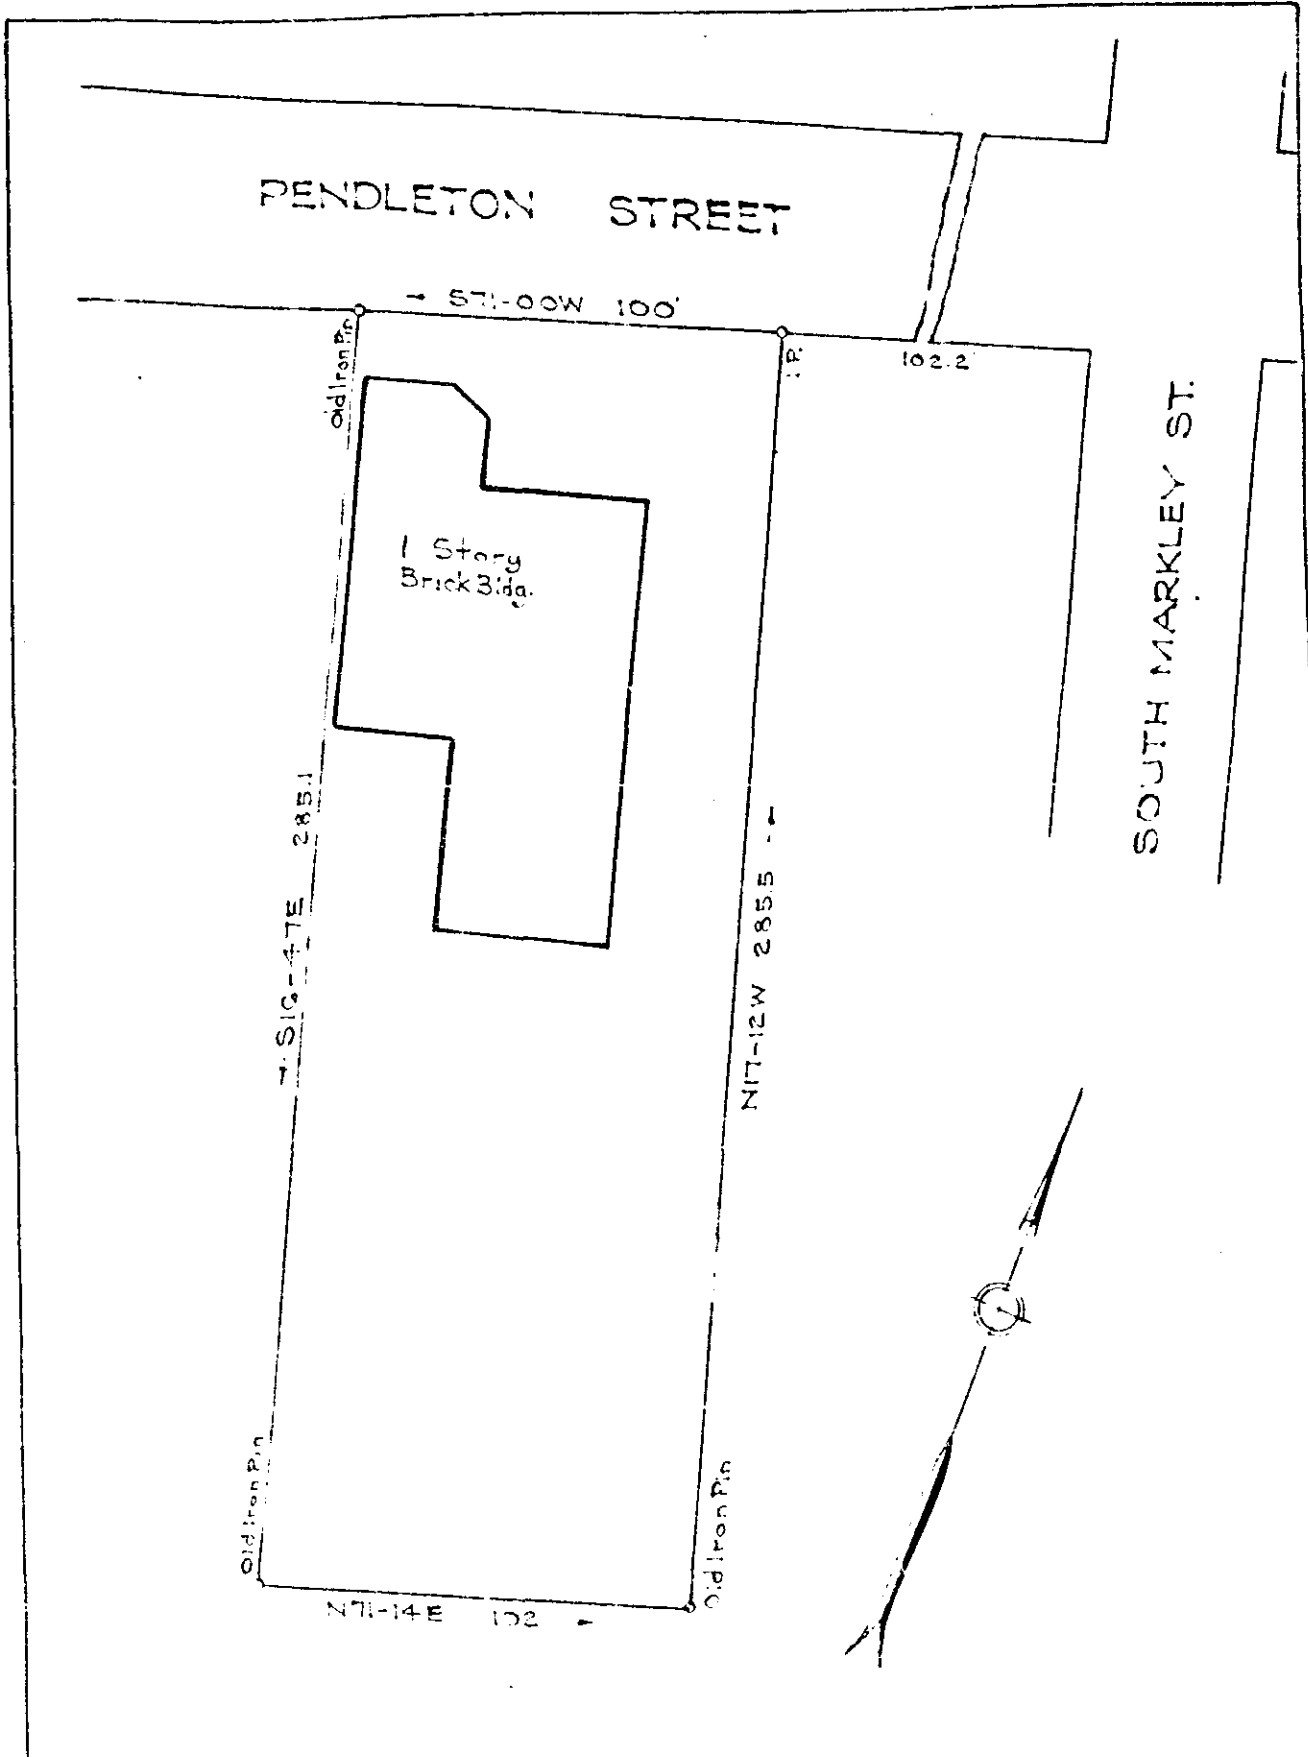 PENDLETON STREET
S71-00W 100'
Old Iron Pin
I.P.
102.2
1 Story
Brick Bldg.
SOUTH MARKLEY ST.
S16-47E 285.1
N17-12W 285.5
Old Iron Pin
Old Iron Pin
N71-14E 102